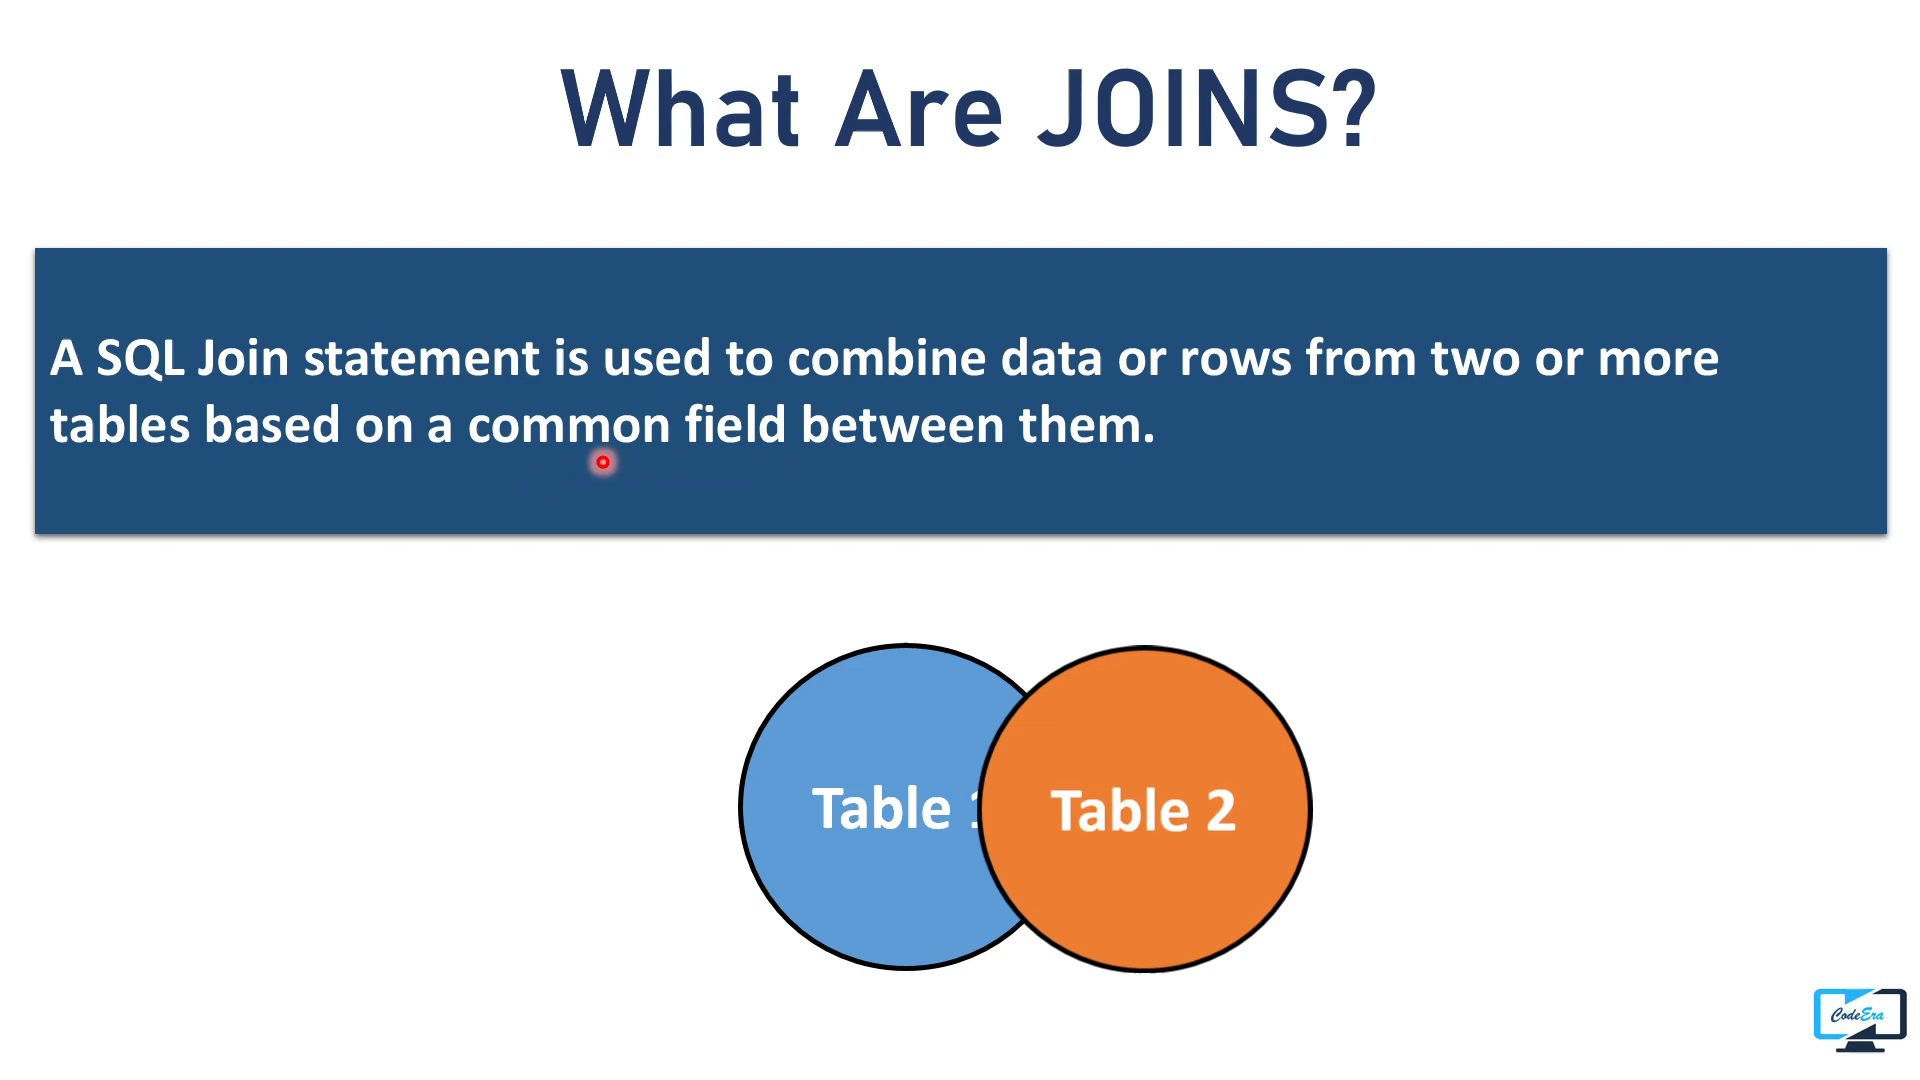 What Are JOINS?
A SQL Join statement is used to combine data or rows from two or more
tables based on a common field between them.
Table 1
Table 2
CodeEra